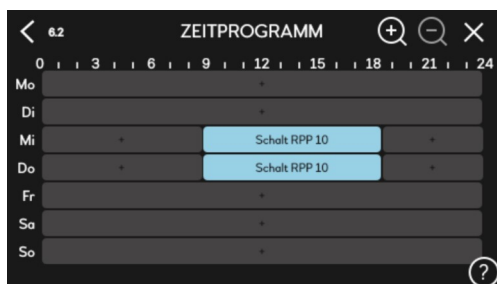 6.2 ZEITPROGRAMM
0 3 6 9 12 15 18 21 24
Mo
Di
Mi Schalt RPP 10
Do Schalt RPP 10
Fr
Sa
So
?